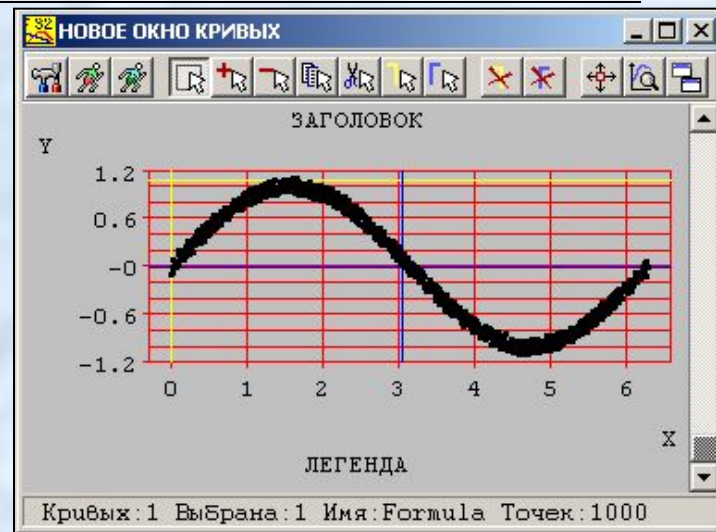 НОВОЕ ОКНО КРИВЫХ
ЗАГОЛОВОК
Y
1.2
0.6
-0
-0.6
-1.2
0 1 2 3 4 5 6
X
ЛЕГЕНДА
Кривых:1 Выбрана:1 Имя:Formula Точек:1000